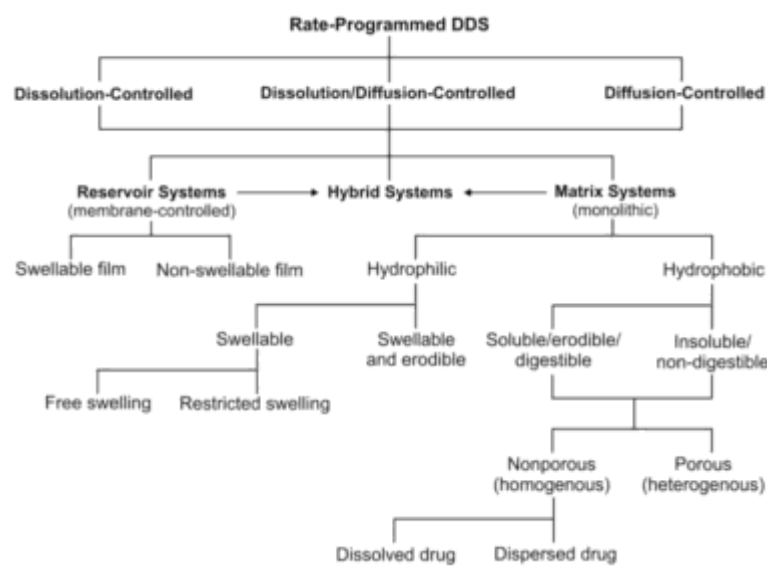 Rate-Programmed DDS
Dissolution-Controlled
Dissolution/Diffusion-Controlled
Diffusion-Controlled
Reservoir Systems
(membrane-controlled)
Hybrid Systems
Matrix Systems
(monolithic)
Swellable film
Non-swellable film
Hydrophilic
Hydrophobic
Swellable
Swellable
and erodible
Soluble/erodible/
digestible
Insoluble/
non-digestible
Free swelling
Restricted swelling
Nonporous
(homogenous)
Porous
(heterogenous)
Dissolved drug
Dispersed drug